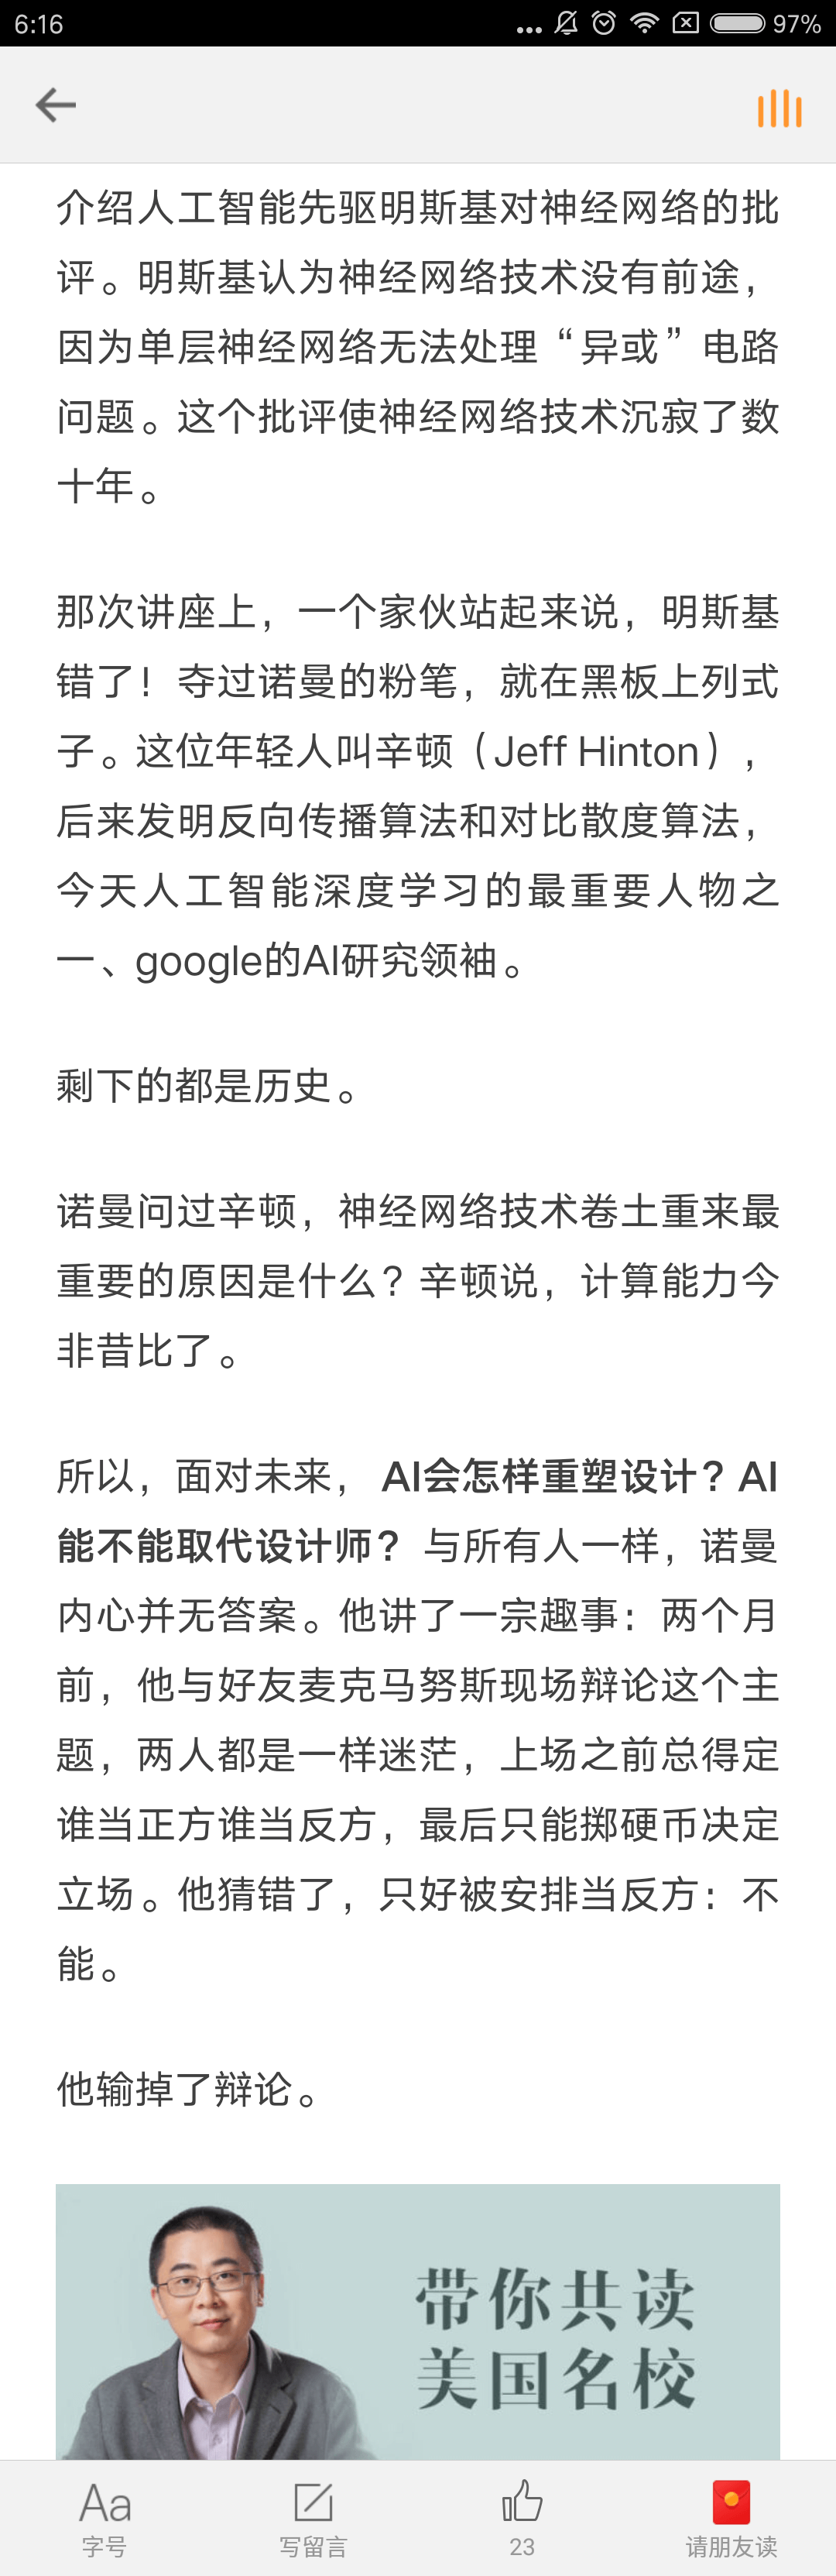 6:16
97%
介绍人工智能先驱明斯基对神经网络的批
评。明斯基认为神经网络技术没有前途，
因为单层神经网络无法处理“异或”电路
问题。这个批评使神经网络技术沉寂了数
十年。
那次讲座上，一个家伙站起来说，明斯基
错了！夺过诺曼的粉笔，就在黑板上列式
子。这位年轻人叫辛顿（Jeff Hinton），
后来发明反向传播算法和对比散度算法，
今天人工智能深度学习的最重要人物之
一、google的AI研究领袖。
剩下的都是历史。
诺曼问过辛顿，神经网络技术卷土重来最
重要的原因是什么？辛顿说，计算能力今
非昔比了。
所以，面对未来，AI会怎样重塑设计？AI
能不能取代设计师？与所有人一样，诺曼
内心并无答案。他讲了一宗趣事：两个月
前，他与好友麦克马努斯现场辩论这个主
题，两人都是一样迷茫，上场之前总得定
谁当正方谁当反方，最后只能掷硬币决定
立场。他猜错了，只好被安排当反方：不
能。
他输掉了辩论。
带你共读
美国名校
Aa
字号
写留言
23
请朋友读